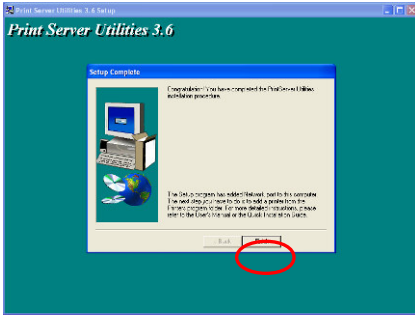 Print Server Utilities 3.6 Setup
Print Server Utilities 3.6
Setup Complete
Congratulation! You have completed the PrintServer Utilities
installation procedure.
The Setup program has added Network port to this computer.
The next step you have to do is to add a printer from the
Printers program folder. For more detailed instructions, please
refer to the User's Manual or the Quick Installation Guide.
< Back